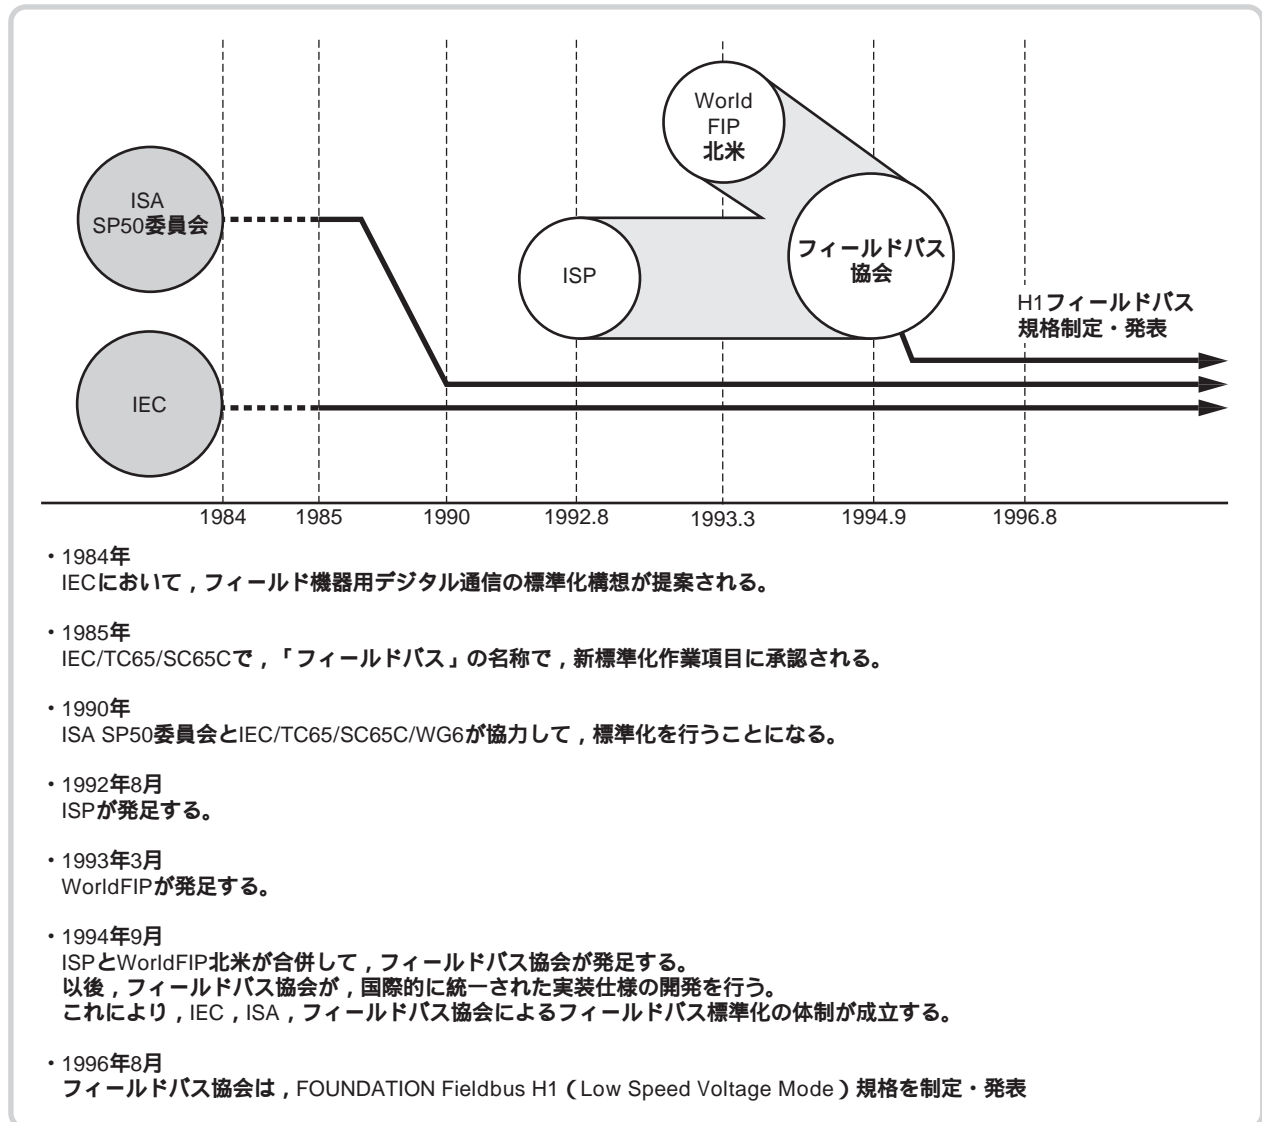 World
FIP
北米
ISA
SP50委員会
フィールドバス
協会
ISP
H1フィールドバス
規格制定・発表
IEC
1984
1985
1990
1992.8
1993.3
1994.9
1996.8
・1984年
IECにおいて，フィールド機器用デジタル通信の標準化構想が提案される。
・1985年
IEC/TC65/SC65Cで，「フィールドバス」の名称で，新標準化作業項目に承認される。
・1990年
ISA SP50委員会とIEC/TC65/SC65C/WG6が協力して，標準化を行うことになる。
・1992年8月
ISPが発足する。
・1993年3月
WorldFIPが発足する。
・1994年9月
ISPとWorldFIP北米が合併して，フィールドバス協会が発足する。
以後，フィールドバス協会が，国際的に統一された実装仕様の開発を行う。
これにより，IEC，ISA，フィールドバス協会によるフィールドバス標準化の体制が成立する。
・1996年8月
フィールドバス協会は，FOUNDATION Fieldbus H1（Low Speed Voltage Mode）規格を制定・発表